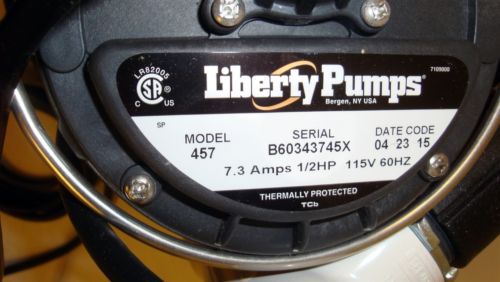 LR82005
SA
C US
Liberty Pumps®
Bergen, NY USA
7109000
SP
MODEL SERIAL DATE CODE
457 B60343745X 04 23 15
7.3 Amps 1/2HP 115V 60HZ
THERMALLY PROTECTED
TCb